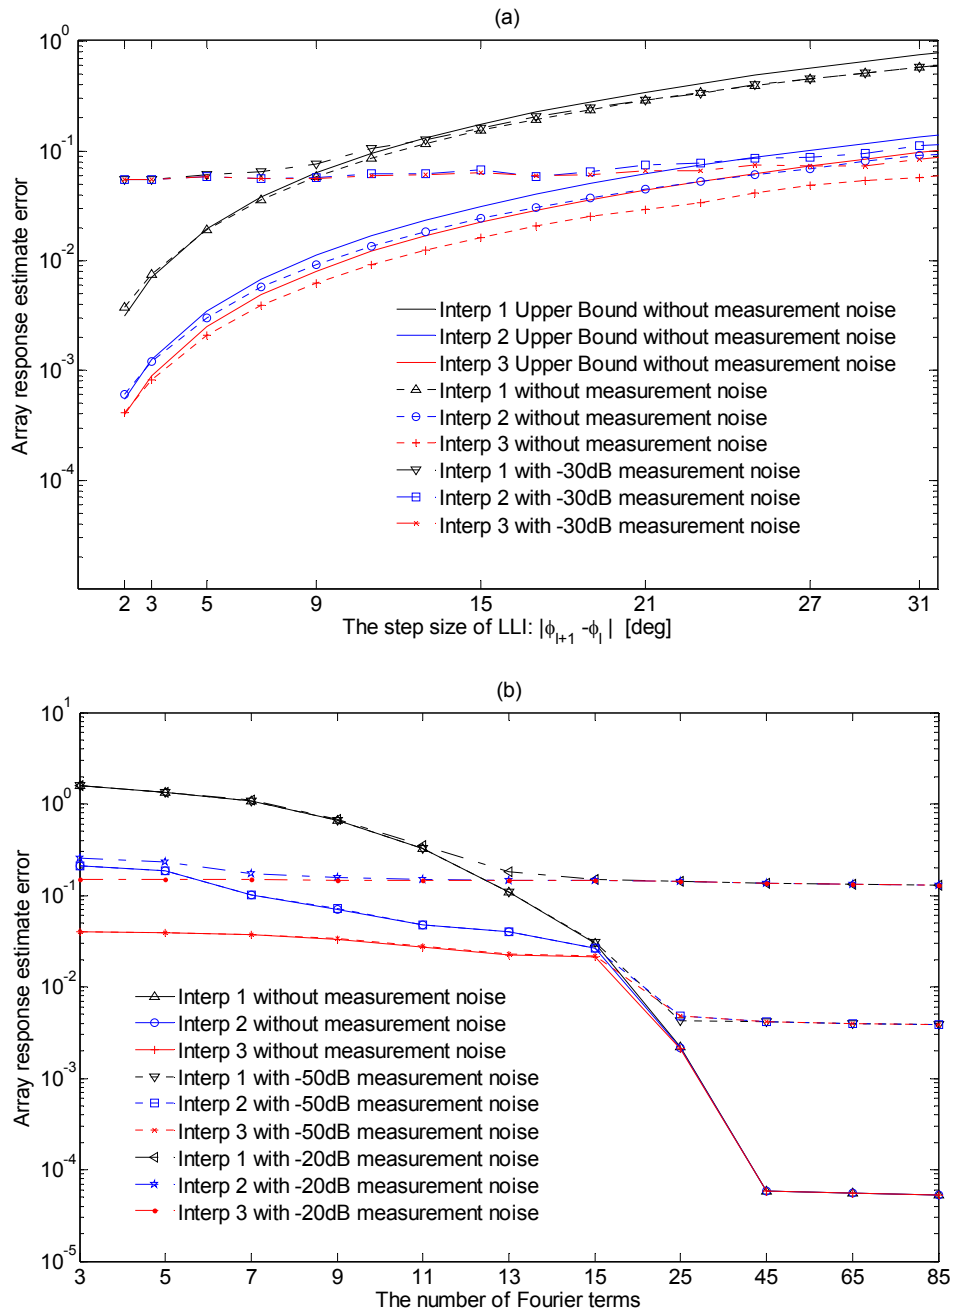 (a)
10^0
10^-1
10^-2
10^-3
10^-4
Array response estimate error
Interp 1 Upper Bound without measurement noise
Interp 2 Upper Bound without measurement noise
Interp 3 Upper Bound without measurement noise
Interp 1 without measurement noise
Interp 2 without measurement noise
Interp 3 without measurement noise
Interp 1 with -30dB measurement noise
Interp 2 with -30dB measurement noise
Interp 3 with -30dB measurement noise
2 3 5 9 15 21 27 31
The step size of LLI: |ϕ_{l+1} -ϕ_l | [deg]
(b)
10^1
10^0
10^-1
10^-2
10^-3
10^-4
10^-5
Array response estimate error
Interp 1 without measurement noise
Interp 2 without measurement noise
Interp 3 without measurement noise
Interp 1 with -50dB measurement noise
Interp 2 with -50dB measurement noise
Interp 3 with -50dB measurement noise
Interp 1 with -20dB measurement noise
Interp 2 with -20dB measurement noise
Interp 3 with -20dB measurement noise
3 5 7 9 11 13 15 25 45 65 85
The number of Fourier terms